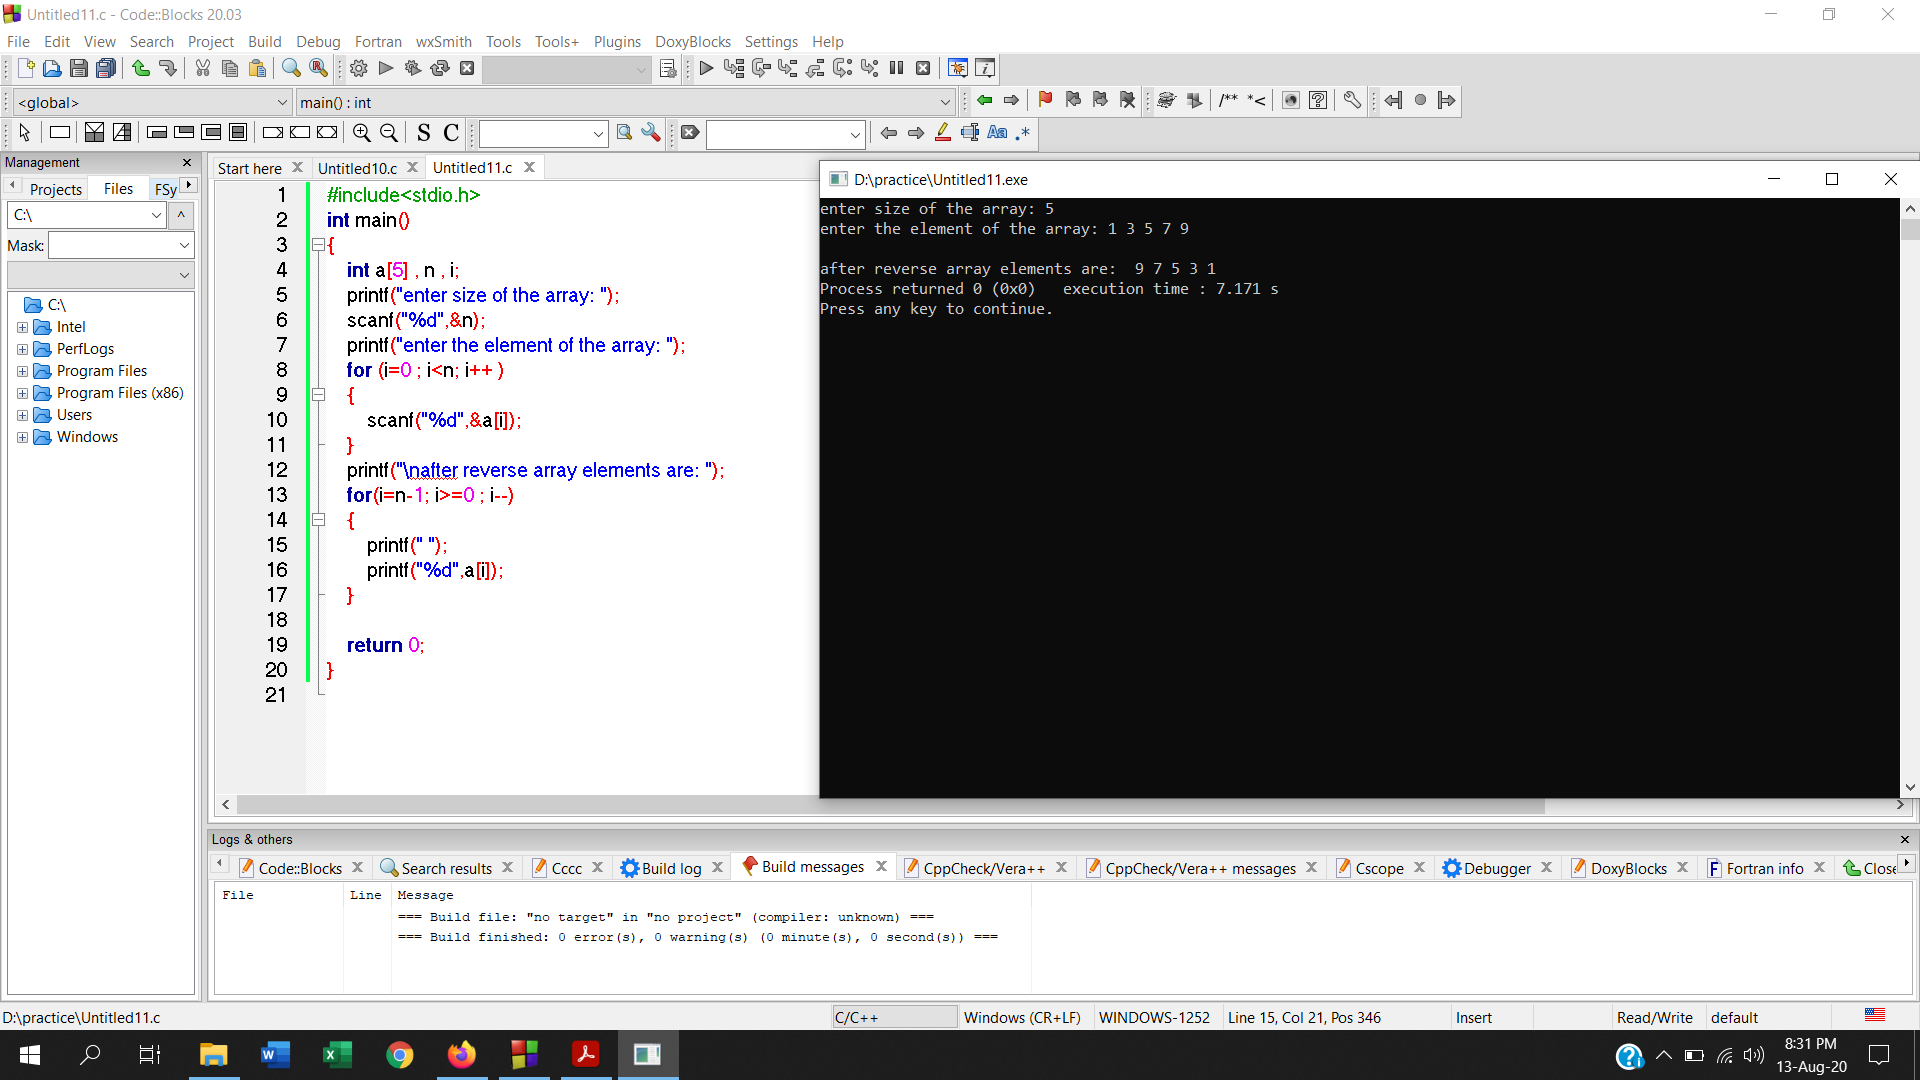 Untitled11.c - Code::Blocks 20.03
File Edit View Search Project Build Debug Fortran wxSmith Tools Tools+ Plugins DoxyBlocks Settings Help
<global> main() : int
/** *<
S C
Aa .*
Management
Projects Files FSy
C:\
Mask:
C:\
Intel
PerfLogs
Program Files
Program Files (x86)
Users
Windows
Start here Untitled10.c Untitled11.c
1 #include<stdio.h>
2 int main()
3 {
4 int a[5] , n , i;
5 printf("enter size of the array: ");
6 scanf("%d",&n);
7 printf("enter the element of the array: ");
8 for (i=0 ; i<n; i++ )
9 {
10 scanf("%d",&a[i]);
11 }
12 printf("\nafter reverse array elements are: ");
13 for(i=n-1; i>=0 ; i--)
14 {
15 printf(" ");
16 printf("%d",a[i]);
17 }
18
19 return 0;
20 }
21
D:\practice\Untitled11.exe
enter size of the array: 5
enter the element of the array: 1 3 5 7 9
after reverse array elements are:  9 7 5 3 1
Process returned 0 (0x0)   execution time : 7.171 s
Press any key to continue.
Logs & others
Code::Blocks Search results Cccc Build log Build messages CppCheck/Vera++ CppCheck/Vera++ messages Cscope Debugger DoxyBlocks Fortran info Close
File Line Message
=== Build file: "no target" in "no project" (compiler: unknown) ===
=== Build finished: 0 error(s), 0 warning(s) (0 minute(s), 0 second(s)) ===
D:\practice\Untitled11.c C/C++ Windows (CR+LF) WINDOWS-1252 Line 15, Col 21, Pos 346 Insert Read/Write default
8:31 PM
13-Aug-20